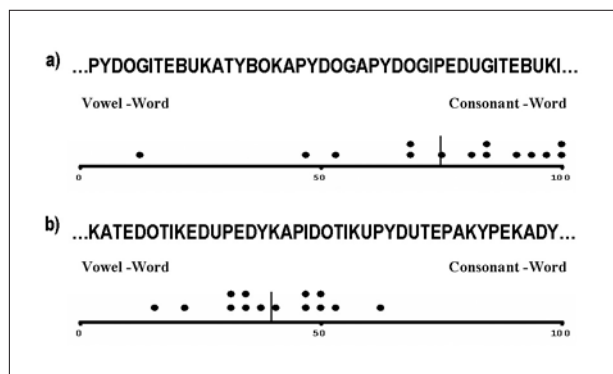 a) ...PYDOGITEBUKATYBOKAPYDOGAPYDOGIPEDUGITEBUKI...
Vowel -Word Consonant -Word
0 50 100
b) ...KATEDOTIKEDUPEDYKAPIDOTIKUPYDUTEPAKYPEKADY...
Vowel -Word Consonant -Word
0 50 100